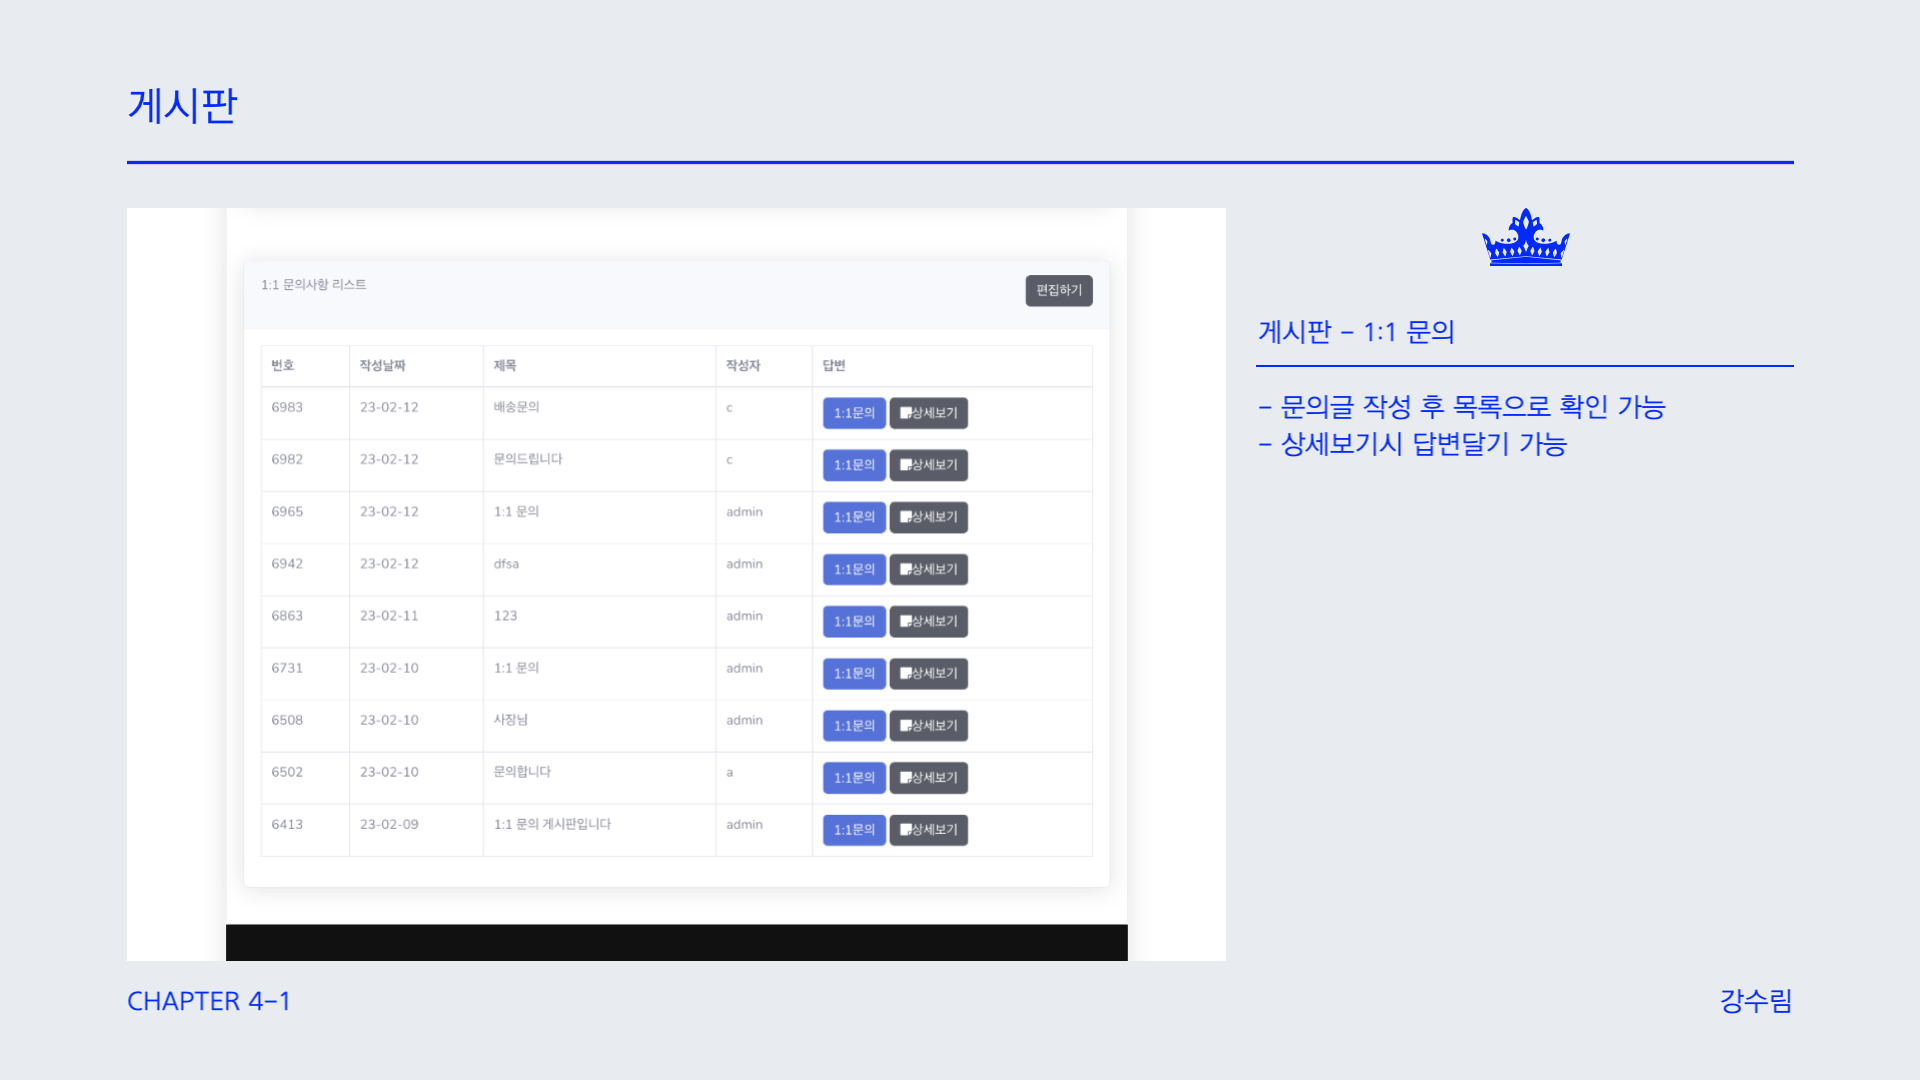 게시판
1:1 문의사항 리스트
편집하기
번호 작성날짜 제목 작성자 답변
6983 23-02-12 배송문의 c 1:1문의 상세보기
6982 23-02-12 문의드립니다 c 1:1문의 상세보기
6965 23-02-12 1:1 문의 admin 1:1문의 상세보기
6942 23-02-12 dfsa admin 1:1문의 상세보기
6863 23-02-11 123 admin 1:1문의 상세보기
6731 23-02-10 1:1 문의 admin 1:1문의 상세보기
6508 23-02-10 사장님 admin 1:1문의 상세보기
6502 23-02-10 문의합니다 a 1:1문의 상세보기
6413 23-02-09 1:1 문의 게시판입니다 admin 1:1문의 상세보기
게시판 - 1:1 문의
- 문의글 작성 후 목록으로 확인 가능
- 상세보기시 답변달기 가능
CHAPTER 4-1
강수림